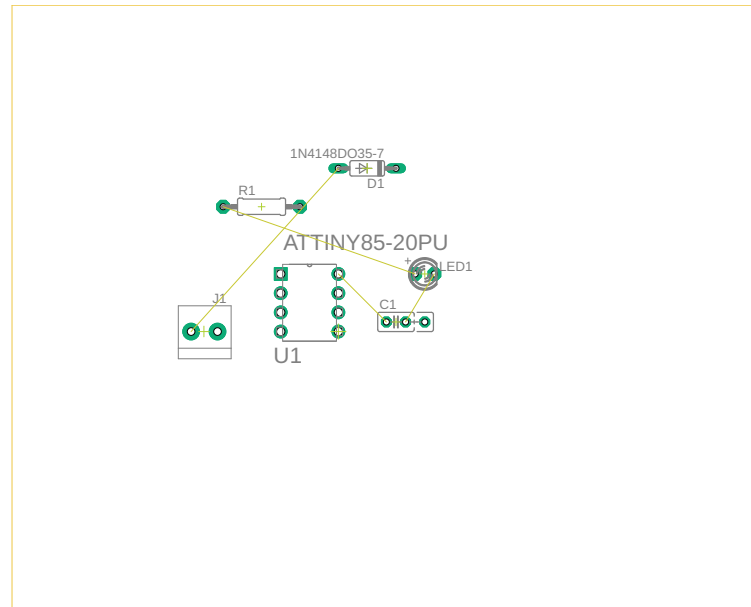 1N4148DO35-7
D1
R1
ATTINY85-20PU
+
LED1
J1
C1
U1